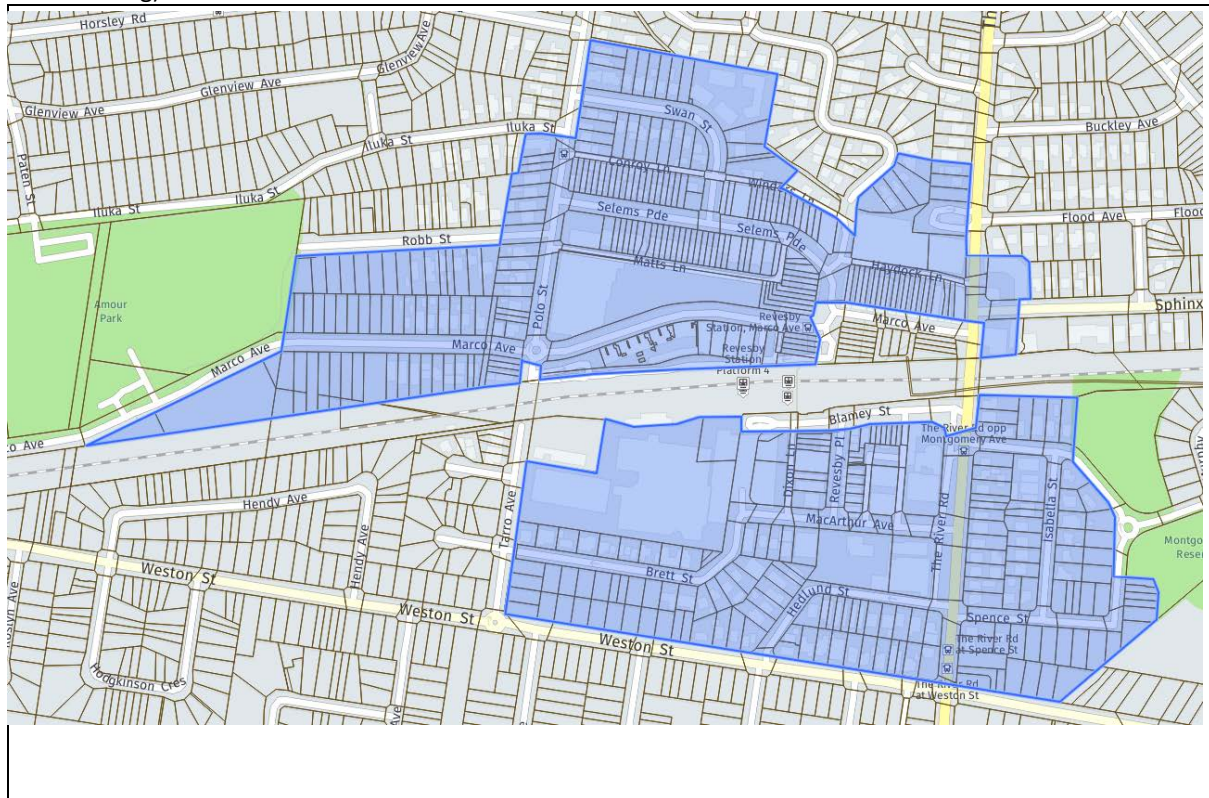 Horsley Rd
Glenview Ave
Glenview Ave
Glenview Ave
Swan St
Buckley Ave
Iluka St
Iluka St
Paten St
Conroy Ln
Iluka St
Iluka St
Selems Pde
Flood Ave
Flood
Selems Pde
Robb St
Matts Ln
Haydock Ln
Amour
Park
Polo St
Sphinx
Revesby
Station, Marco Ave
Marco Ave
Marco Ave
Marco Ave
Revesby
Station
Platform 4
Blamey St
The River Rd opp
Montgomery Ave
co Ave
Dixon Ln
Revesby Pl
Isabella St
Hendy Ave
Tarro Ave
MacArthur Ave
The River Rd
Hendy Ave
Montgo
Reser
Weston St
Brett St
Hedlund St
Weston St
Spence St
Weston St
The River Rd
at Spence St
Hodgkinson Cres
The River Rd
at Weston St
Ave